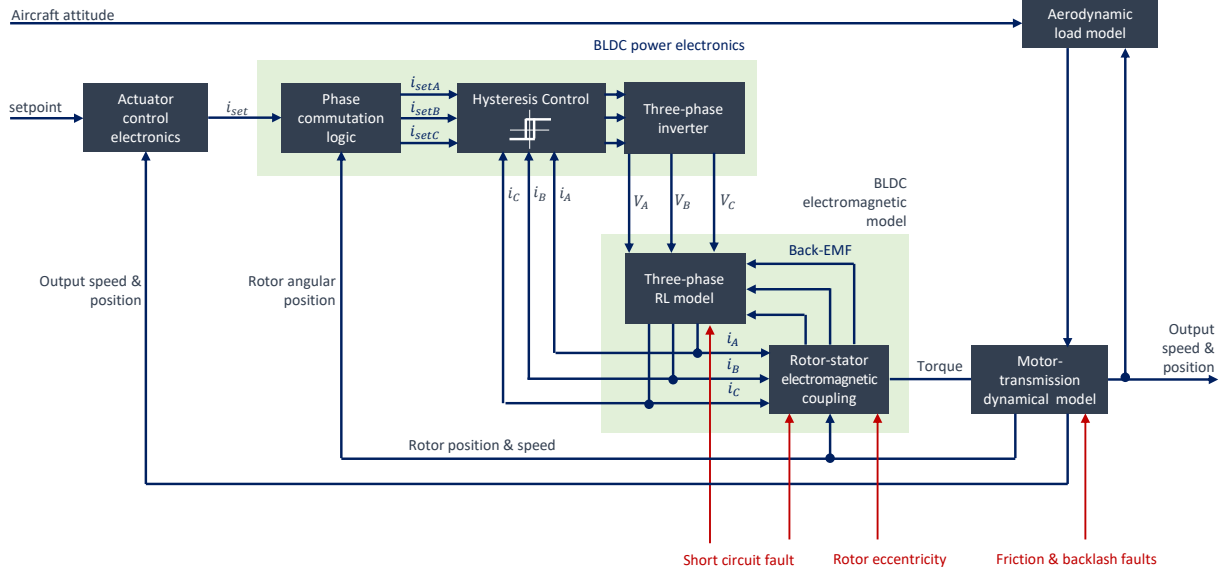 Aircraft attitude
Aerodynamic
load model
BLDC power electronics
setpoint
Actuator
control
electronics
i_set
Phase
commutation
logic
i_setA
i_setB
i_setC
Hysteresis Control
Three-phase
inverter
i_C
i_B
i_A
V_A
V_B
V_C
BLDC
electromagnetic
model
Back-EMF
Output speed &
position
Rotor angular
position
Three-phase
RL model
i_A
i_B
i_C
Rotor-stator
electromagnetic
coupling
Torque
Motor-
transmission
dynamical model
Output
speed &
position
Rotor position & speed
Short circuit fault
Rotor eccentricity
Friction & backlash faults